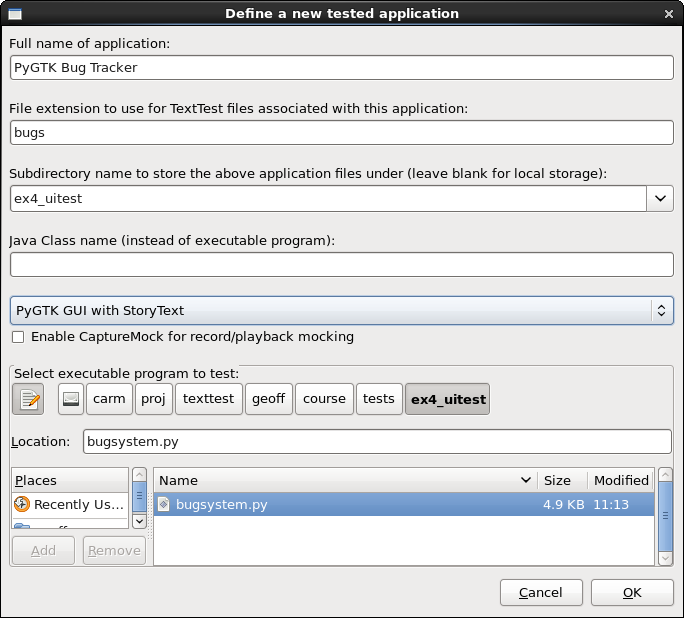 Define a new tested application
Full name of application:
PyGTK Bug Tracker
File extension to use for TextTest files associated with this application:
bugs
Subdirectory name to store the above application files under (leave blank for local storage):
ex4_uitest
Java Class name (instead of executable program):
PyGTK GUI with StoryText
Enable CaptureMock for record/playback mocking
Select executable program to test:
carm proj texttest geoff course tests ex4_uitest
Location: bugsystem.py
Places Name Size Modified
Recently Us... bugsystem.py 4.9 KB 11:13
Add Remove
Cancel OK